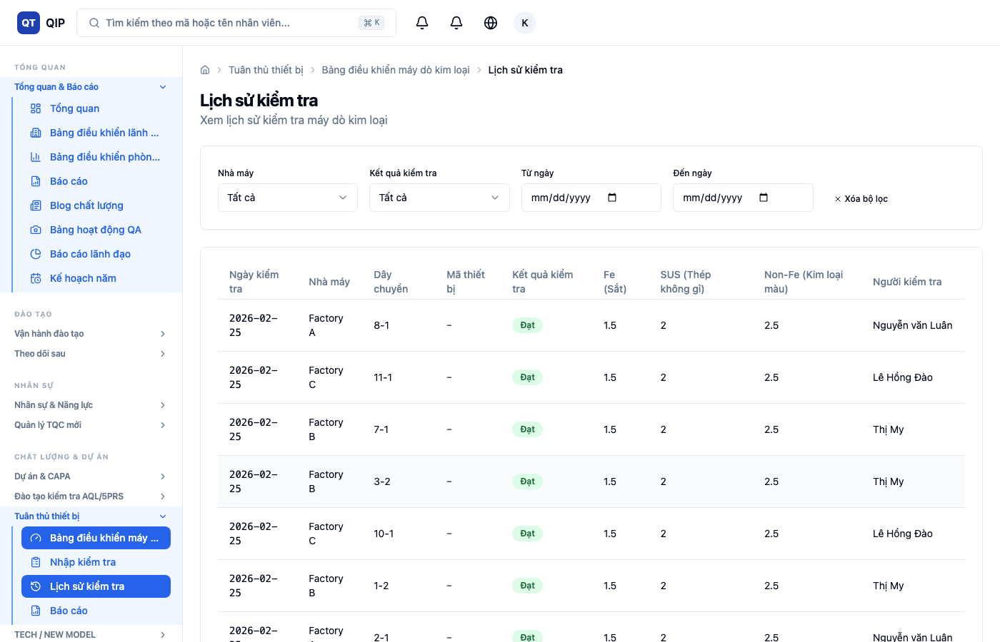 QT QIP
Tìm kiếm theo mã hoặc tên nhân viên...
⌘ K
K
TỔNG QUAN
Tổng quan & Báo cáo
Tổng quan
Bảng điều khiển lãnh ...
Bảng điều khiển phòn...
Báo cáo
Blog chất lượng
Bảng hoạt động QA
Báo cáo lãnh đạo
Kế hoạch năm
ĐÀO TẠO
Vận hành đào tạo
Theo dõi sau
NHÂN SỰ
Nhân sự & Năng lực
Quản lý TQC mới
CHẤT LƯỢNG & DỰ ÁN
Dự án & CAPA
Đào tạo kiểm tra AQL/5PRS
Tuân thủ thiết bị
Bảng điều khiển máy ...
Nhập kiểm tra
Lịch sử kiểm tra
Báo cáo
TECH / NEW MODEL
Tuân thủ thiết bị
Bảng điều khiển máy dò kim loại
Lịch sử kiểm tra
Lịch sử kiểm tra
Xem lịch sử kiểm tra máy dò kim loại
Nhà máy
Kết quả kiểm tra
Từ ngày
Đến ngày
Tất cả
Tất cả
mm/dd/yyyy
mm/dd/yyyy
Xóa bộ lọc
Ngày kiểm tra
Nhà máy
Dây chuyền
Mã thiết bị
Kết quả kiểm tra
Fe (Sắt)
SUS (Thép không gỉ)
Non-Fe (Kim loại màu)
Người kiểm tra
2026-02-25 Factory A 8-1 – Đạt 1.5 2 2.5 Nguyễn văn Luân
2026-02-25 Factory C 11-1 – Đạt 1.5 2 2.5 Lê Hồng Đào
2026-02-25 Factory B 7-1 – Đạt 1.5 2 2.5 Thị My
2026-02-25 Factory B 3-2 – Đạt 1.5 2 2.5 Thị My
2026-02-25 Factory C 10-1 – Đạt 1.5 2 2.5 Lê Hồng Đào
2026-02-25 Factory B 1-2 – Đạt 1.5 2 2.5 Thị My
2026-02- Factory 2-1 – Đạt 1.5 2 2.5 Nguyễn văn Luân